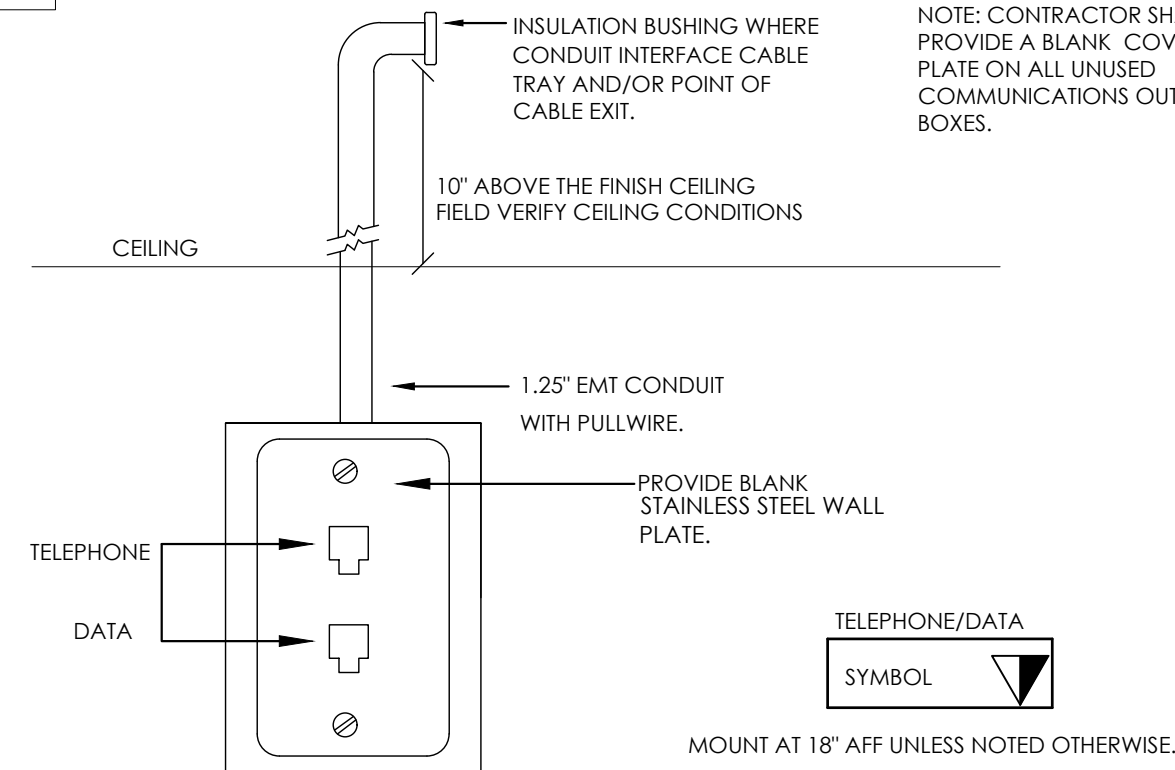 INSULATION BUSHING WHERE
CONDUIT INTERFACE CABLE
TRAY AND/OR POINT OF
CABLE EXIT.
NOTE: CONTRACTOR
PROVIDE A BLANK
PLATE ON ALL UNUSED
COMMUNICATIONS
BOXES.
10" ABOVE THE FINISH CEILING
FIELD VERIFY CEILING CONDITIONS
CEILING
1.25" EMT CONDUIT
WITH PULLWIRE.
PROVIDE BLANK
STAINLESS STEEL WALL
PLATE.
TELEPHONE
DATA
TELEPHONE/DATA
SYMBOL
MOUNT AT 18" AFF UNLESS NOTED OTHERWISE.